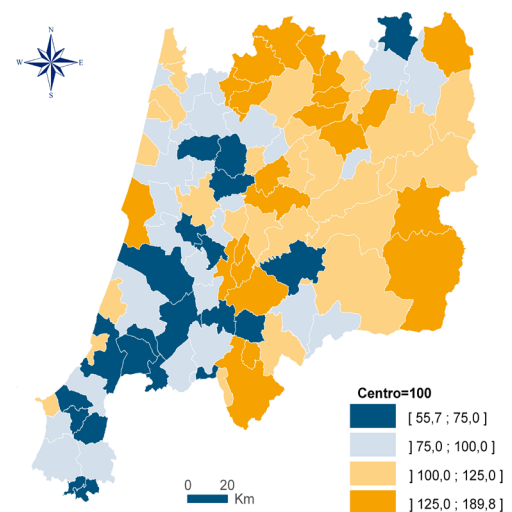 N
W E
S
Centro=100
[ 55,7 ; 75,0 ]
] 75,0 ; 100,0 ]
] 100,0 ; 125,0 ]
] 125,0 ; 189,8 ]
0 20
Km